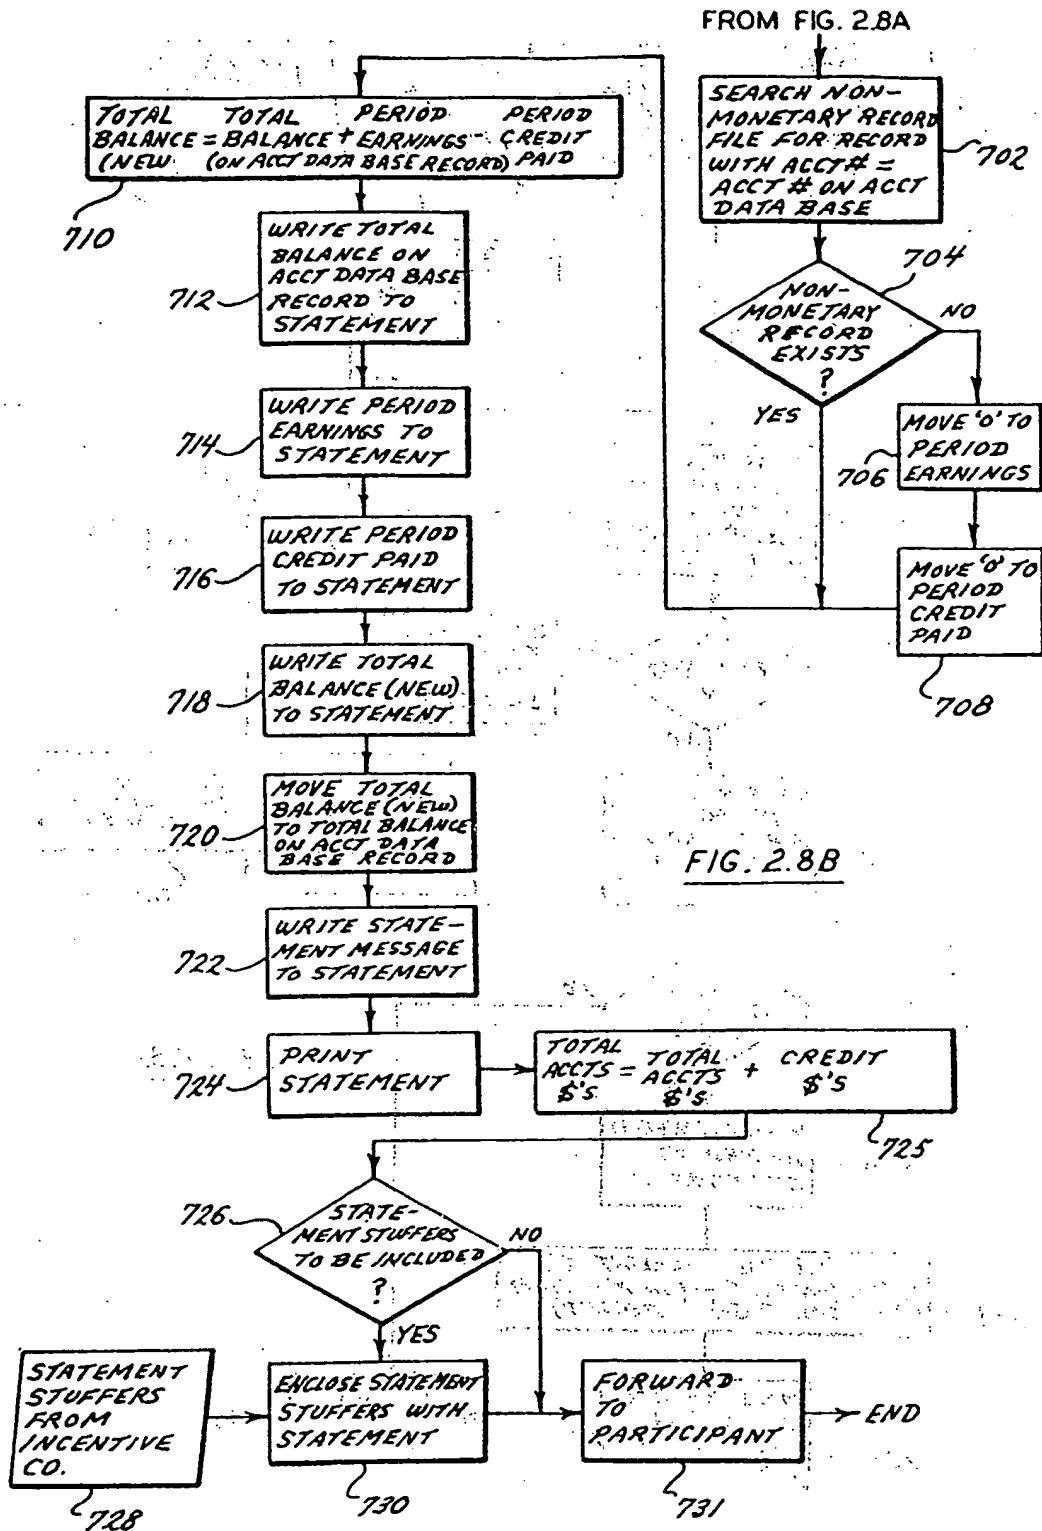 FROM FIG. 2.8A
SEARCH NON-
MONETARY RECORD
FILE FOR RECORD
WITH ACCT# =
ACCT # ON ACCT
DATA BASE
702
NON-
MONETARY
RECORD
EXISTS
?
704
NO
YES
MOVE 'O' TO
PERIOD
EARNINGS
706
MOVE 'O' TO
PERIOD
CREDIT
PAID
708
TOTAL TOTAL PERIOD PERIOD
BALANCE = BALANCE + EARNINGS - CREDIT
(NEW (ON ACCT DATA BASE RECORD) PAID
710
WRITE TOTAL
BALANCE ON
ACCT DATA BASE
RECORD TO
STATEMENT
712
WRITE PERIOD
EARNINGS TO
STATEMENT
714
WRITE PERIOD
CREDIT PAID
TO STATEMENT
716
WRITE TOTAL
BALANCE (NEW)
TO STATEMENT
718
MOVE TOTAL
BALANCE (NEW)
TO TOTAL BALANCE
ON ACCT DATA
BASE RECORD
720
FIG. 2.8B
WRITE STATE-
MENT MESSAGE
TO STATEMENT
722
PRINT
STATEMENT
724
TOTAL TOTAL CREDIT
ACCTS = ACCTS + $'S
$'S $'S
725
STATE-
MENT STUFFERS
TO BE INCLUDED
?
726
NO
YES
STATEMENT
STUFFERS
FROM
INCENTIVE
CO.
728
ENCLOSE STATEMENT
STUFFERS WITH
STATEMENT
730
FORWARD
TO
PARTICIPANT
731
END